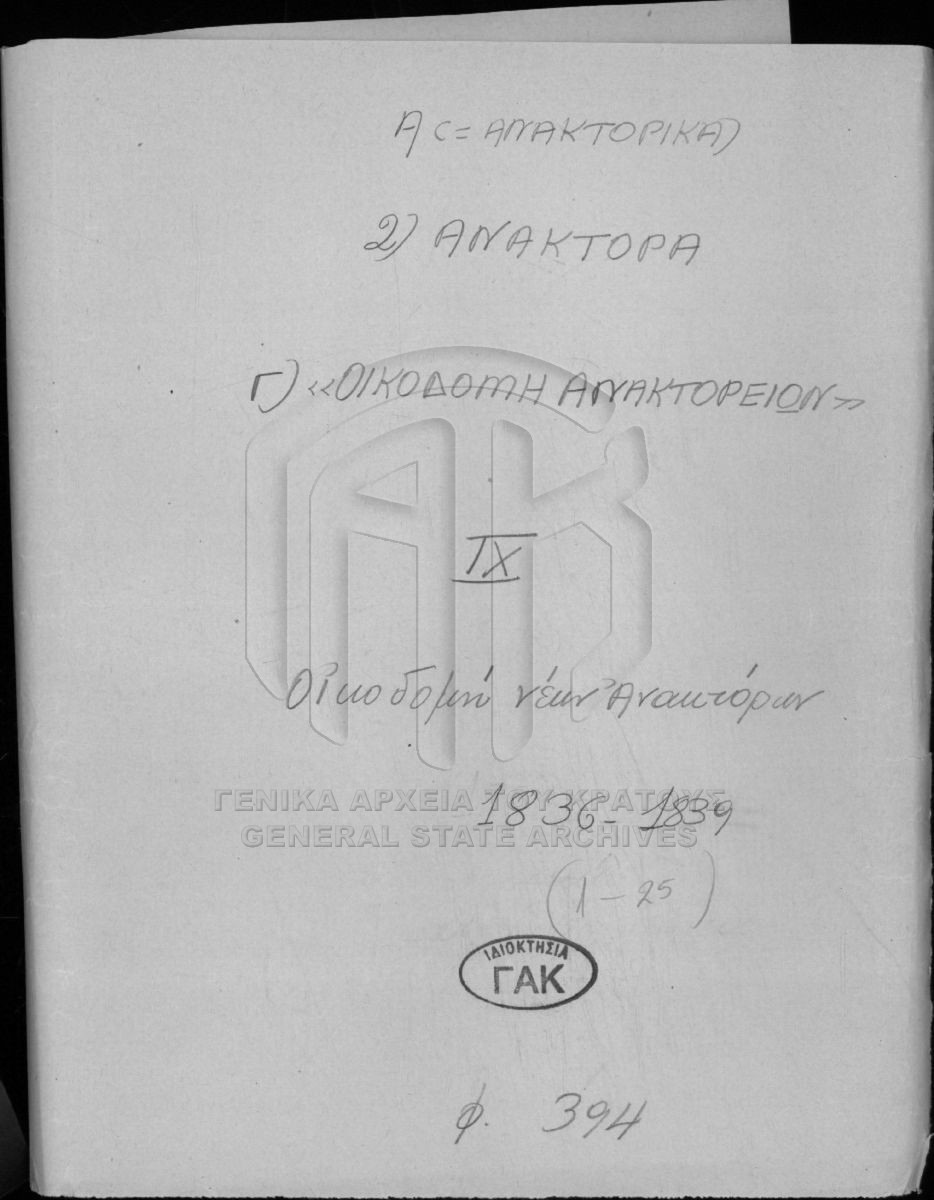 Α (= ΑΝΑΚΤΟΡΙΚΑ)
2) ΑΝΑΚΤΟΡΑ
Γ) «ΟΙΚΟΔΟΜΗ ΑΝΑΚΤΟΡΕΙΩΝ»
IX
Οἰκοδομή νέων Ἀνακτόρων
ΓΕΝΙΚΑ ΑΡΧΕΙΑ ΤΟΥ ΚΡΑΤΟΥΣ
1836-1839
GENERAL STATE ARCHIVES
(1-25)
ΙΔΙΟΚΤΗΣΙΑ
ΓΑΚ
φ. 394